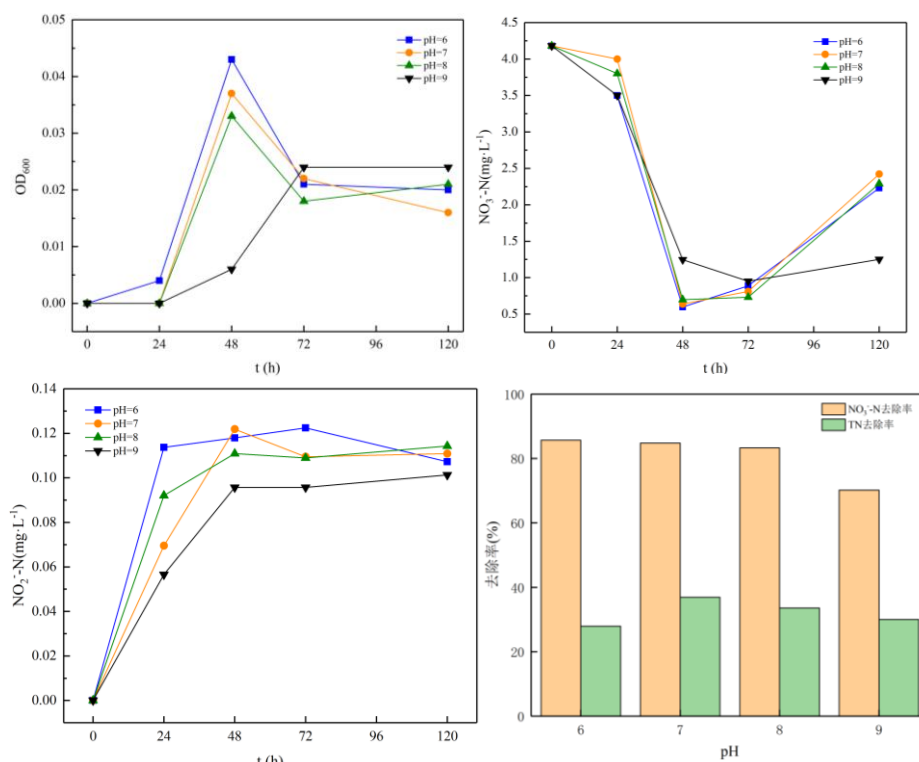 0.05
0.04
0.03
0.02
0.01
0.00
OD600
pH=6
pH=7
pH=8
pH=9
0 24 48 72 96 120
t (h)
4.5
4.0
3.5
3.0
2.5
2.0
1.5
1.0
0.5
NO3--N(mg·L-1)
pH=6
pH=7
pH=8
pH=9
0 24 48 72 96 120
t (h)
0.14
0.12
0.10
0.08
0.06
0.04
0.02
0.00
NO2--N(mg·L-1)
pH=6
pH=7
pH=8
pH=9
0 24 48 72 96 120
t (h)
100
80
60
40
20
0
去除率(%)
NO3--N去除率
TN去除率
6 7 8 9
pH